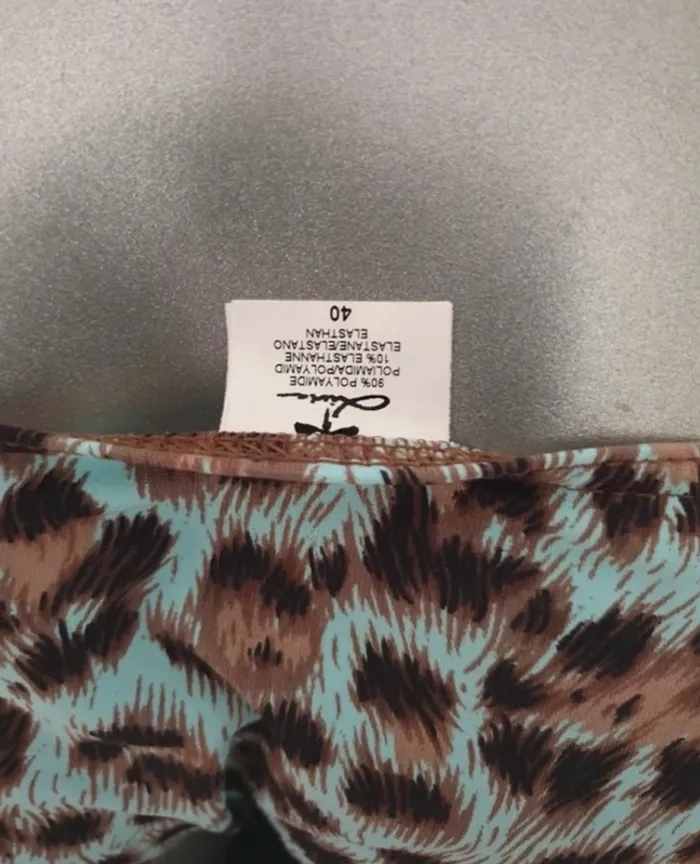 90% POLYAMIDE
POLIAMIDA/POLYAMID
10% ELASTHANNE
ELASTANE/ELASTANO
ELASTHAN
40